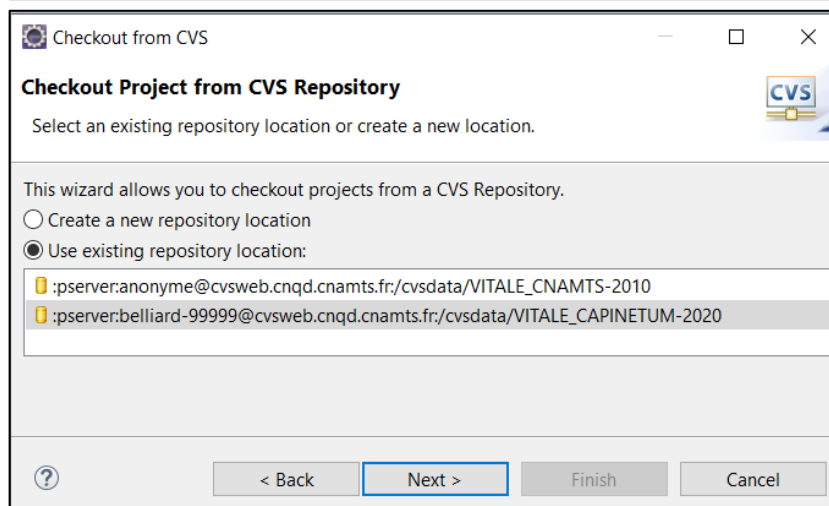 Checkout from CVS
Checkout Project from CVS Repository
CVS
Select an existing repository location or create a new location.
This wizard allows you to checkout projects from a CVS Repository.
Create a new repository location
Use existing repository location:
:pserver:anonyme@cvsweb.cnqd.cnamts.fr:/cvsdata/VITALE_CNAMTS-2010
:pserver:belliard-99999@cvsweb.cnqd.cnamts.fr:/cvsdata/VITALE_CAPINETUM-2020
? < Back Next > Finish Cancel